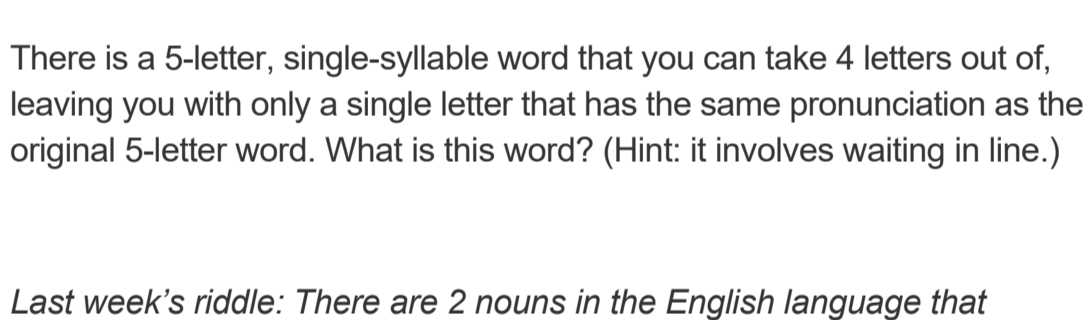 There is a 5-letter, single-syllable word that you can take 4 letters out of,
leaving you with only a single letter that has the same pronunciation as the
original 5-letter word. What is this word? (Hint: it involves waiting in line.)
Last week’s riddle: There are 2 nouns in the English language that